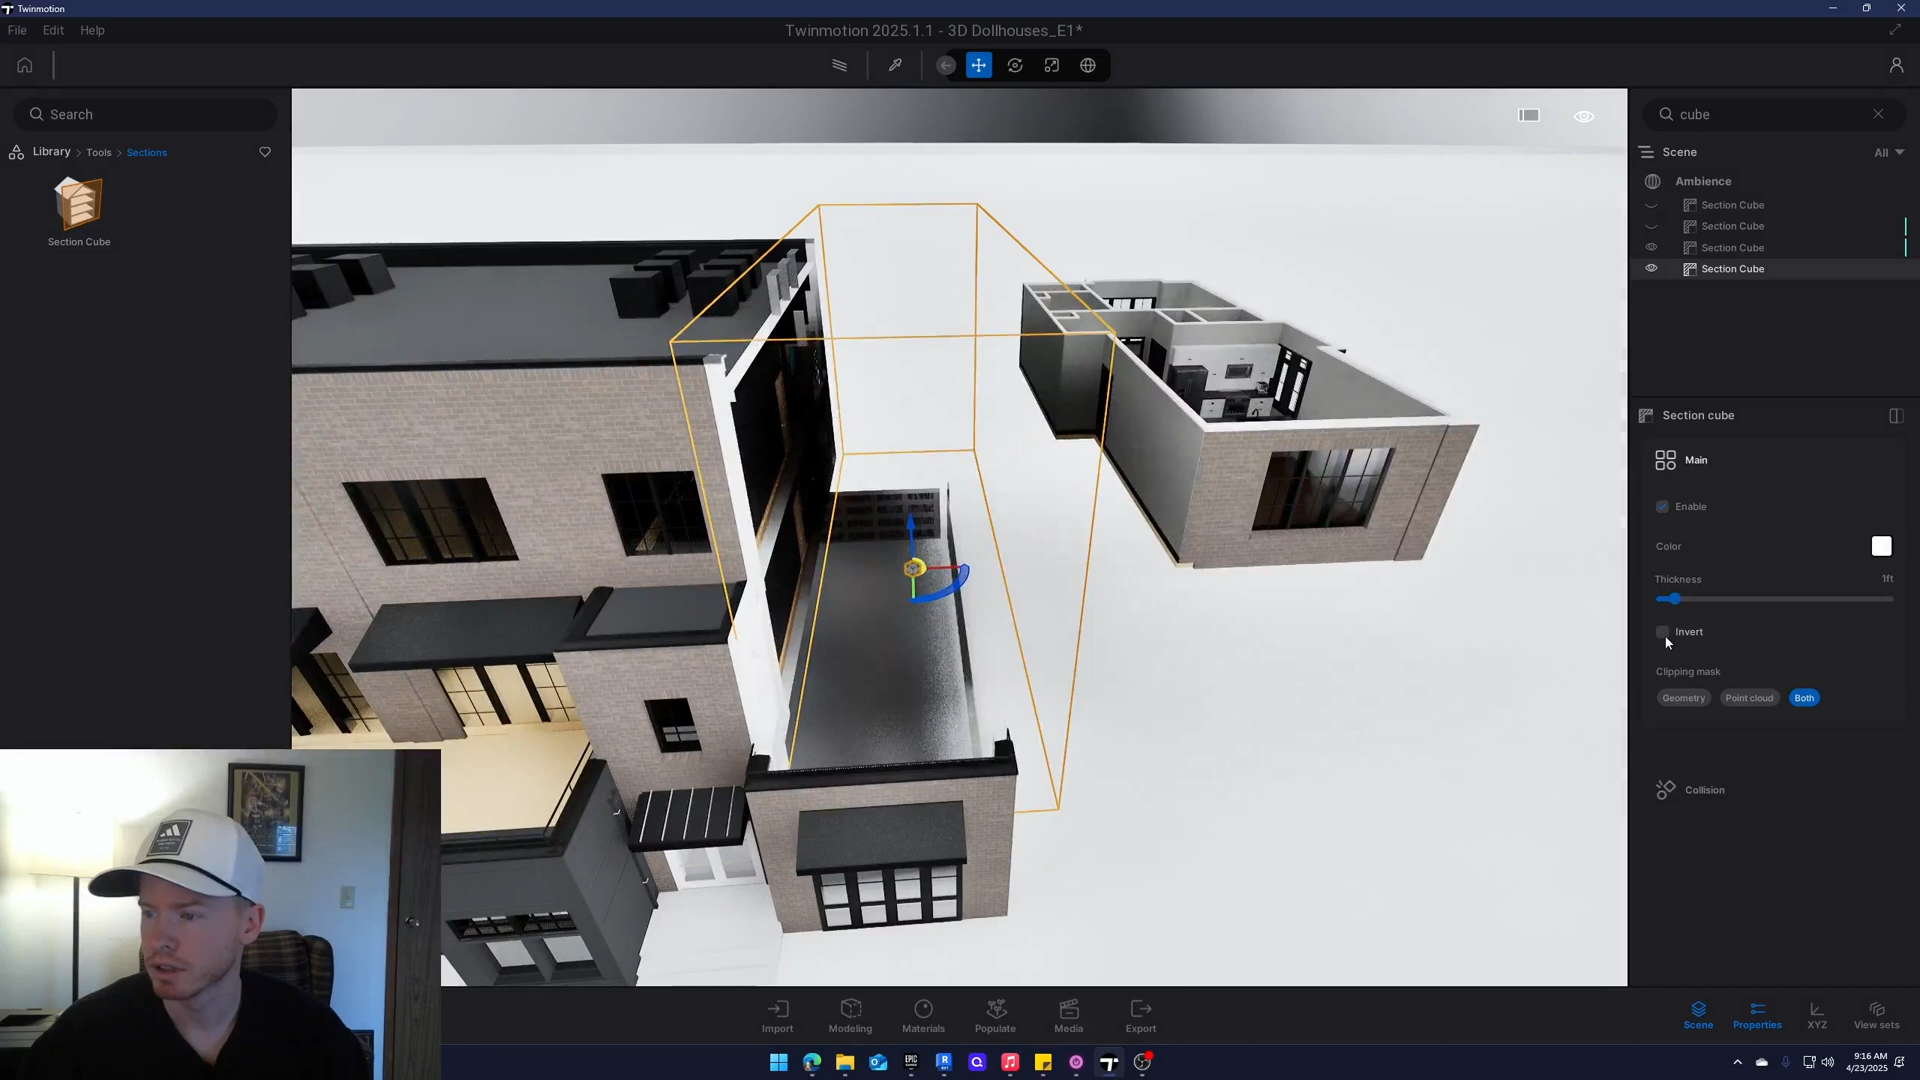 Twinmotion
File Edit Help
Twinmotion 2025.1.1 - 3D Dollhouses_E1*
Search
Library > Tools > Sections
Section Cube
cube
Scene
All
Ambience
Section Cube
Section Cube
Section Cube
Section Cube
Section cube
Main
Enable
Color
Thickness 1ft
Invert
Clipping mask
Geometry Point cloud Both
Collision
Import Modeling Materials Populate Media Export
Scene Properties XYZ View sets
9:16 AM
4/23/2025